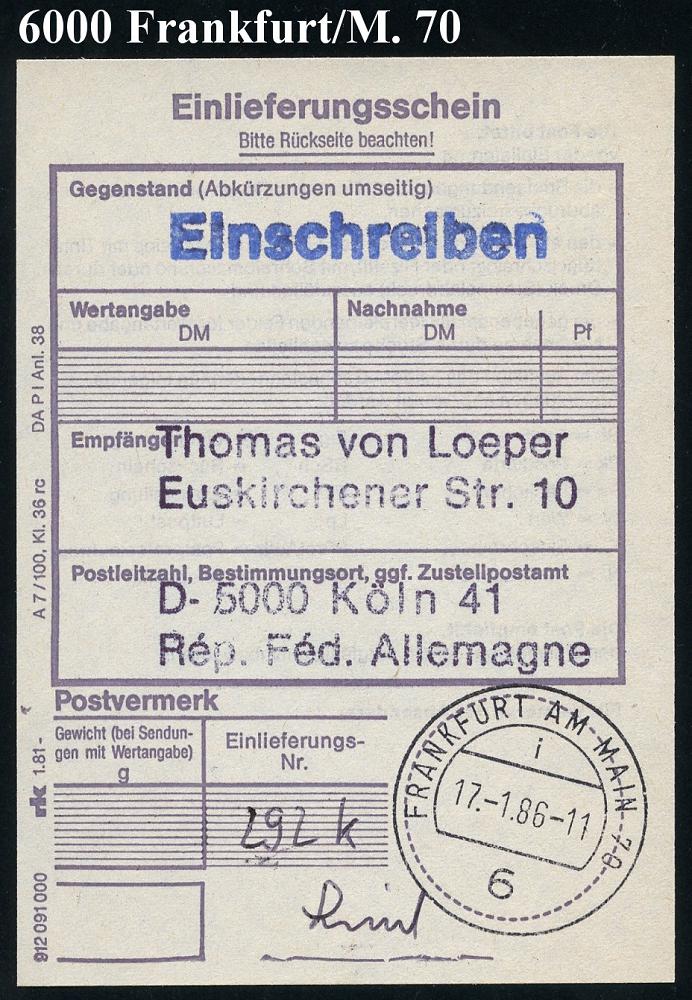 6000 Frankfurt/M. 70
Einlieferungsschein
Bitte Rückseite beachten!
Gegenstand (Abkürzungen umseitig)
EInschreiben
Wertangabe
DM
Nachnahme
DM
Pf
Empfänger
Thomas von Loeper
Euskirchener Str. 10
Postleitzahl, Bestimmungsort, ggf. Zustellpostamt
D- 5000 Köln 41
Rép. Féd. Allemagne
Postvermerk
Gewicht (bei Sendun-
gen mit Wertangabe)
g
Einlieferungs-
Nr.
292 k
FRANKFURT AM MAIN 70
i
17.-1.86-11
6
DA P I Anl. 38
A 7/100, Kl. 36 rc
rk 1.81-
912 091 000